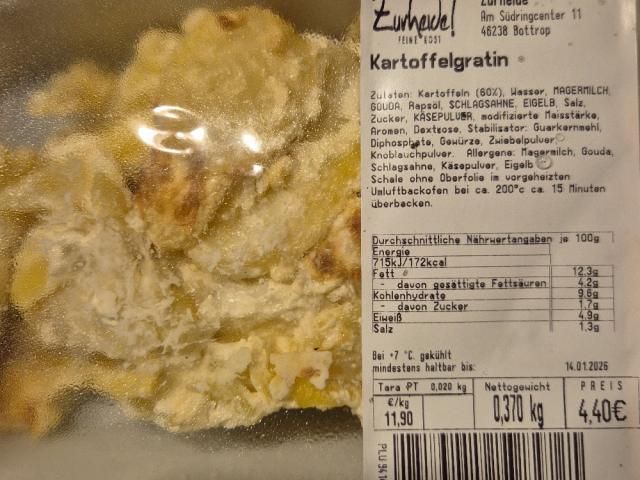 Zurheide!
FEINE KOST
Zurheide
Am Südringcenter 11
46238 Bottrop
Kartoffelgratin
Zutaten: Kartoffeln (60%), Wasser, MAGERMILCH,
GOUDA, Rapsöl, SCHLAGSAHNE, EIGELB, Salz,
Zucker, KÄSEPULVER, modifizierte Maisstärke,
Aromen, Dextrose, Stabilisator: Guarkernmehl,
Diphosphate, Gewürze, Zwiebelpulver
Knoblauchpulver. Allergene: Magermilch, Gouda,
Schlagsahne, Käsepulver, Eigelb
Schale ohne Oberfolie im vorgeheizten
Umluftbackofen bei ca. 200°c ca. 15 Minuten
überbacken.
Durchschnittliche Nährwertangaben je 100g
Energie
715kJ/172kcal
Fett 12.3g
- davon gesättigte Fettsäuren 4.2g
Kohlenhydrate 9.6g
- davon Zucker 1.7g
Eiweiß 4.9g
Salz 1.3g
Bei +7 °C. gekühlt
mindestens haltbar bis: 14.01.2026
Tara PT 0,020 kg Nettogewicht PREIS
€/kg
11,90 0,370 kg 4,40€